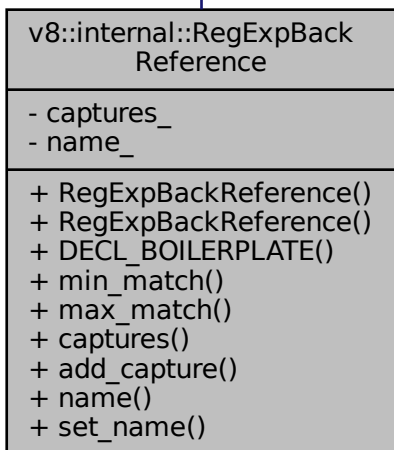 v8::internal::RegExpBack
Reference
- captures_
- name_
+ RegExpBackReference()
+ RegExpBackReference()
+ DECL_BOILERPLATE()
+ min_match()
+ max_match()
+ captures()
+ add_capture()
+ name()
+ set_name()